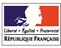 Liberté • Égalité • Fraternité
RÉPUBLIQUE FRANÇAISE